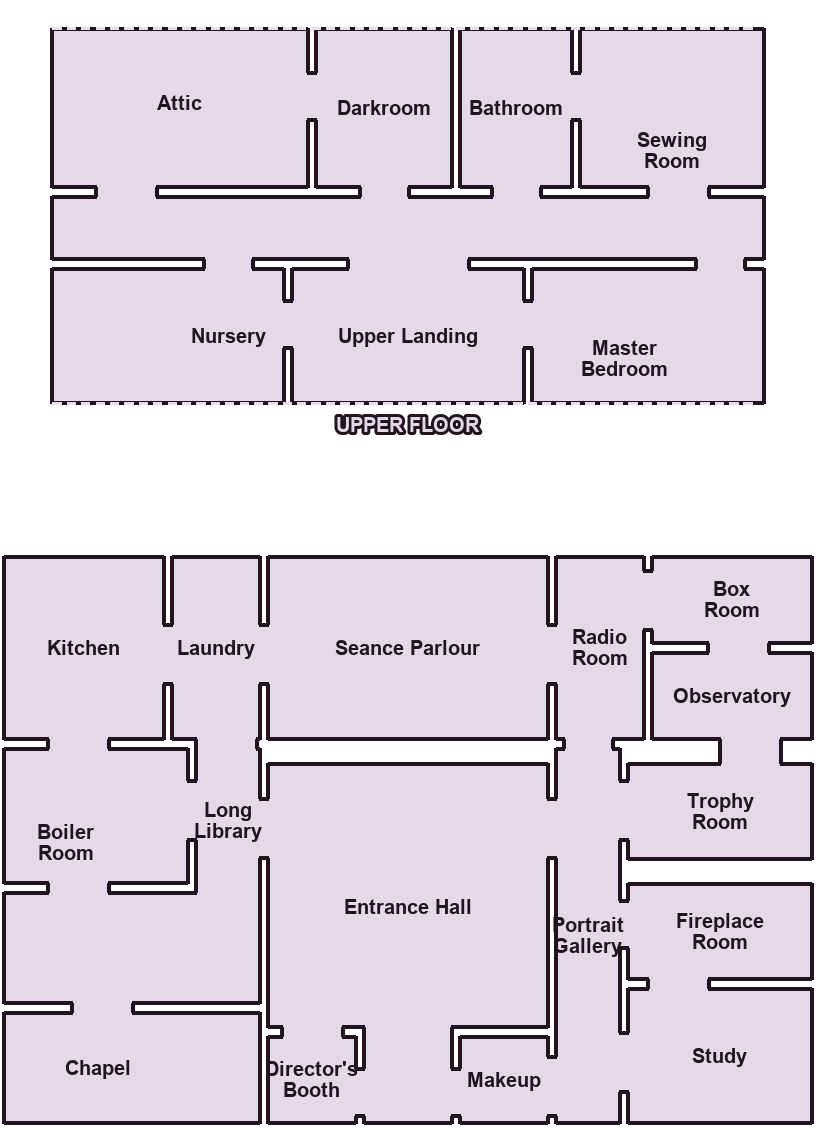 Attic
Darkroom
Bathroom
Sewing
Room
Nursery
Upper Landing
Master
Bedroom
UPPER FLOOR
Kitchen
Laundry
Seance Parlour
Radio
Room
Box
Room
Observatory
Boiler
Room
Long
Library
Trophy
Room
Entrance Hall
Portrait
Gallery
Fireplace
Room
Chapel
Director's
Booth
Makeup
Study